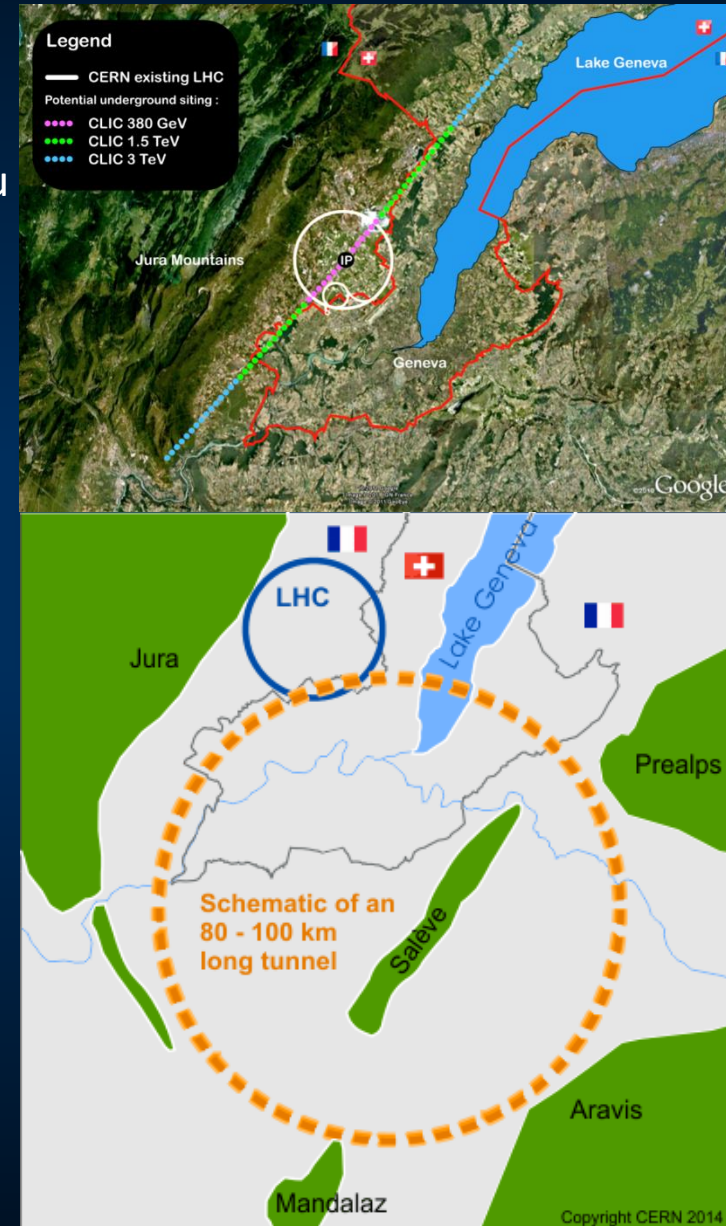 Legend
CERN existing LHC
Potential underground siting :
CLIC 380 GeV
CLIC 1.5 TeV
CLIC 3 TeV
Lake Geneva
Jura Mountains
IP
Geneva
Google
LHC
Jura
Lake Geneva
Prealps
Schematic of an
80 - 100 km
long tunnel
Salève
Aravis
Mandalaz
Copyright CERN 2014